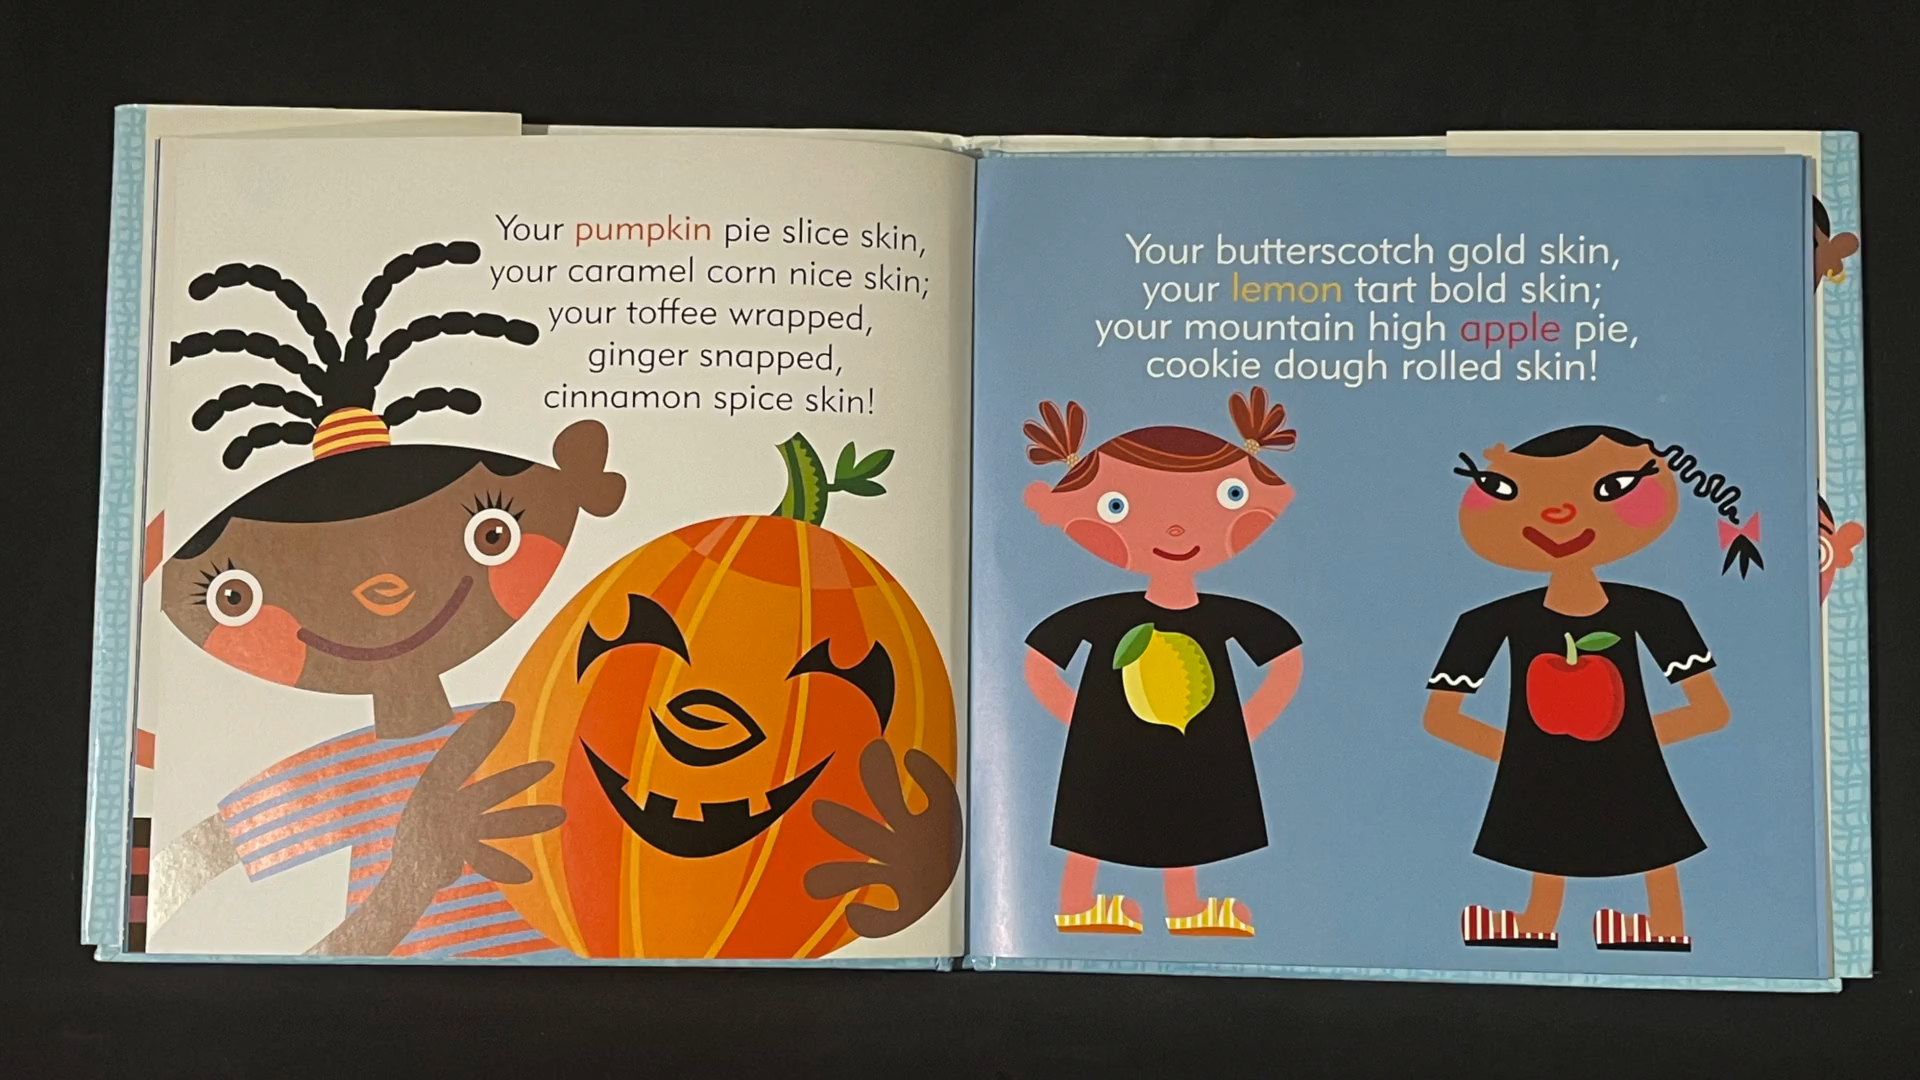 Your pumpkin pie slice skin,
your caramel corn nice skin;
your toffee wrapped,
ginger snapped,
cinnamon spice skin!
Your butterscotch gold skin,
your lemon tart bold skin;
your mountain high apple pie,
cookie dough rolled skin!